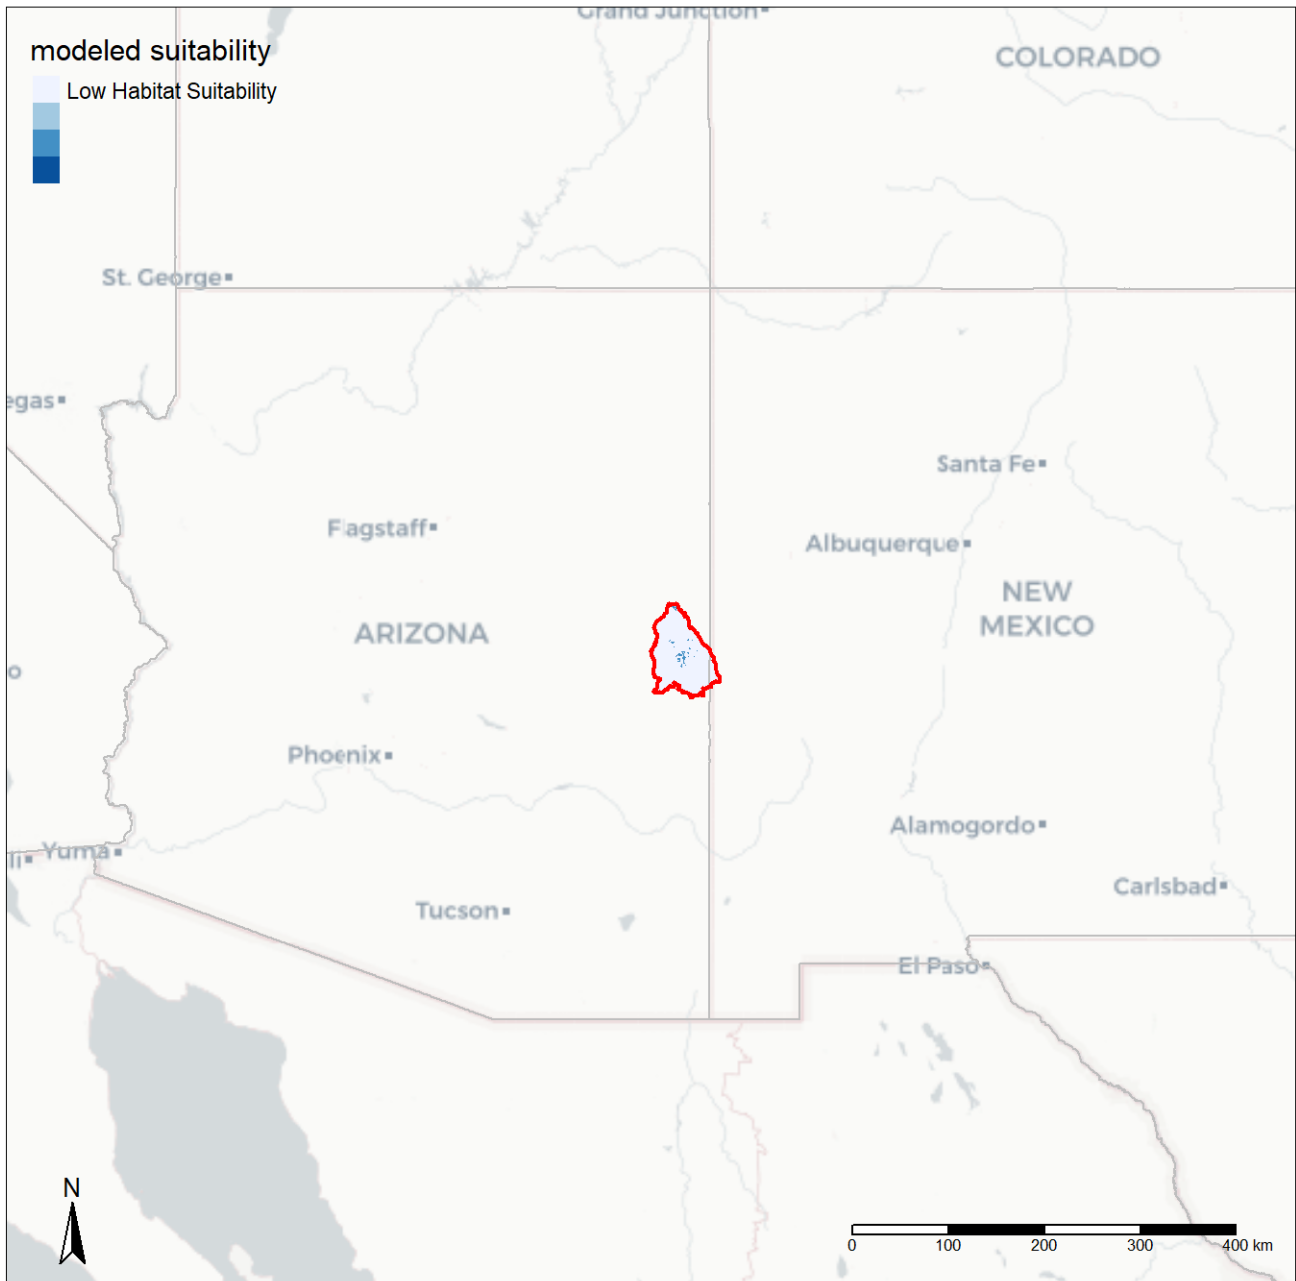 Grand Junction
modeled suitability
COLORADO
Low Habitat Suitability
St. George
egas
Santa Fe
Flagstaff
Albuquerque
NEW
MEXICO
ARIZONA
o
Phoenix
Alamogordo
li
Yuma
Carlsbad
Tucson
El Paso
N
0 100 200 300 400 km